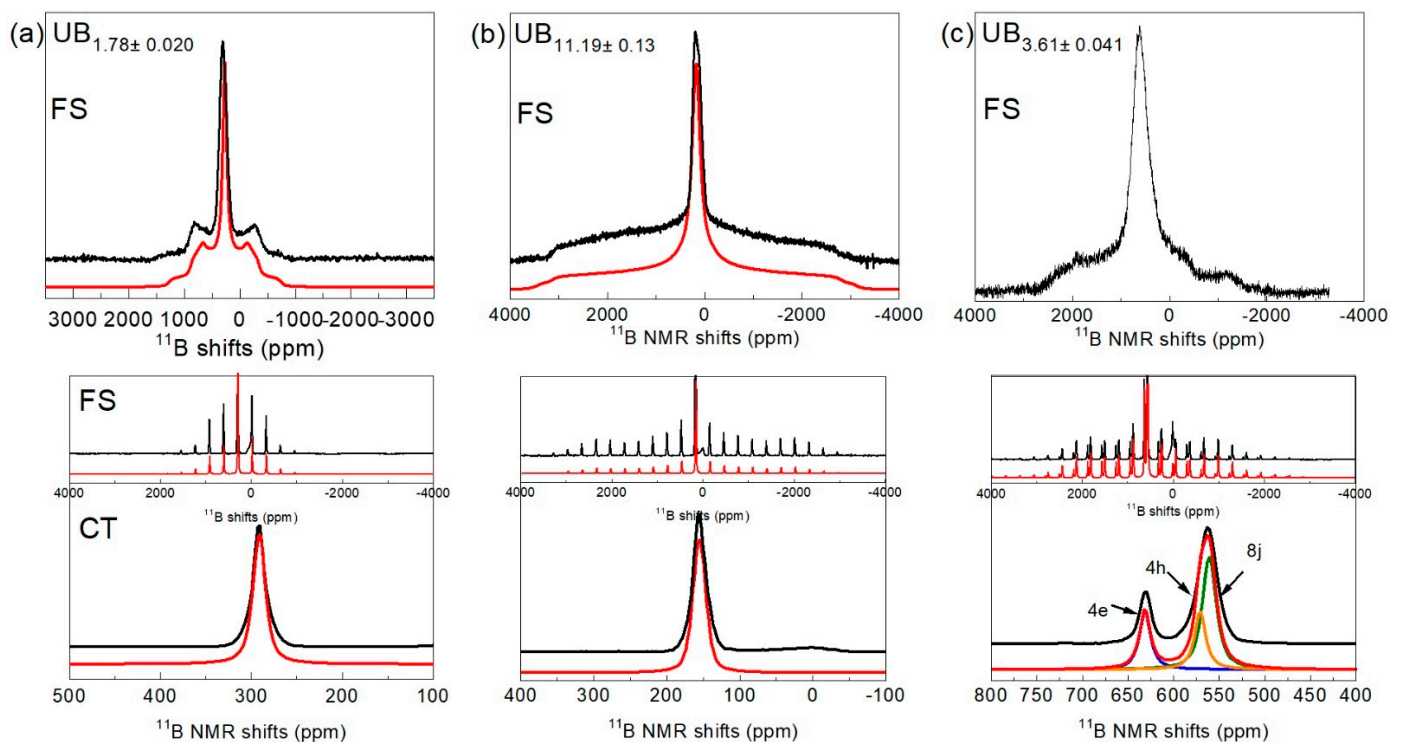 (a) UB1.78± 0.020
FS
3500 2000 1000 0 -1000 -2000 -3000
¹¹B shifts (ppm)
FS
4000 2000 0 -2000 -4000
¹¹B shifts (ppm)
CT
500 400 300 200 100
¹¹B NMR shifts (ppm)
(b) UB11.19± 0.13
FS
4000 2000 0 -2000 -4000
¹¹B NMR shifts (ppm)
4000 2000 0 -2000 -4000
¹¹B shifts (ppm)
400 300 200 100 0 -100
¹¹B NMR shifts (ppm)
(c) UB3.61± 0.041
FS
4000 2000 0 -2000 -4000
¹¹B NMR shifts (ppm)
4000 2000 0 -2000 -4000
¹¹B shifts (ppm)
4e
4h
8j
800 750 700 650 600 550 500 450 400
¹¹B NMR shifts (ppm)